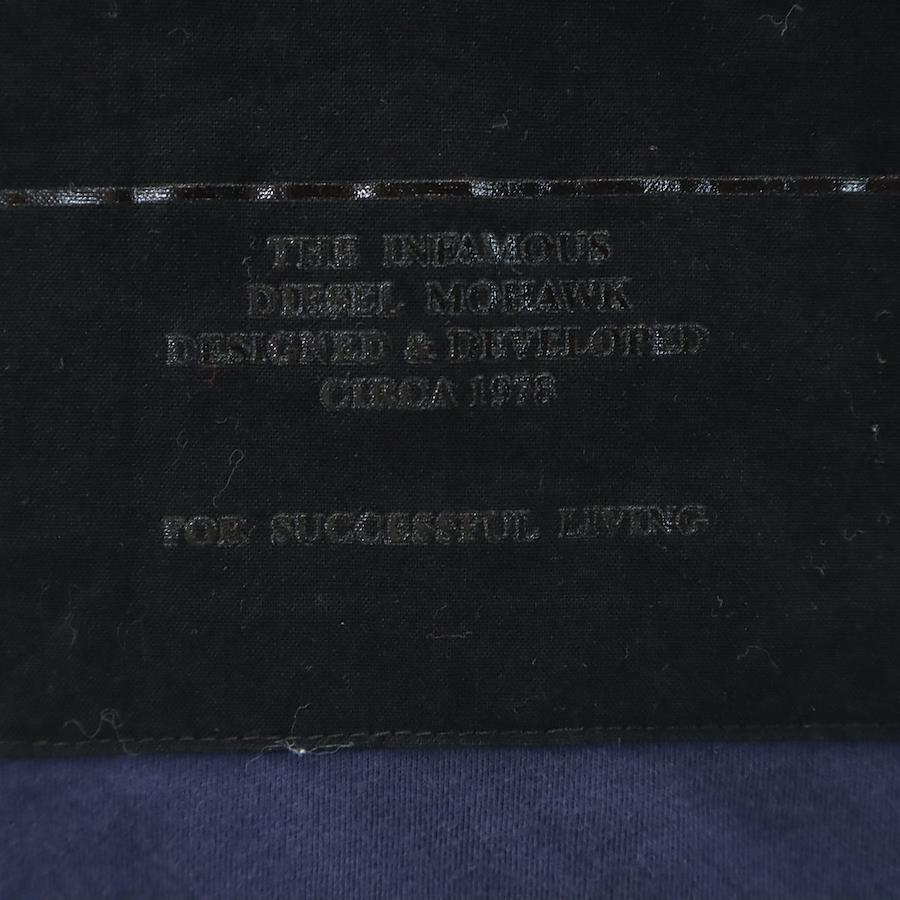 THE INFAMOUS
DIESEL MOHAWK
DESIGNED & DEVELOPED
CIRCA 1978
FOR SUCCESSFUL LIVING